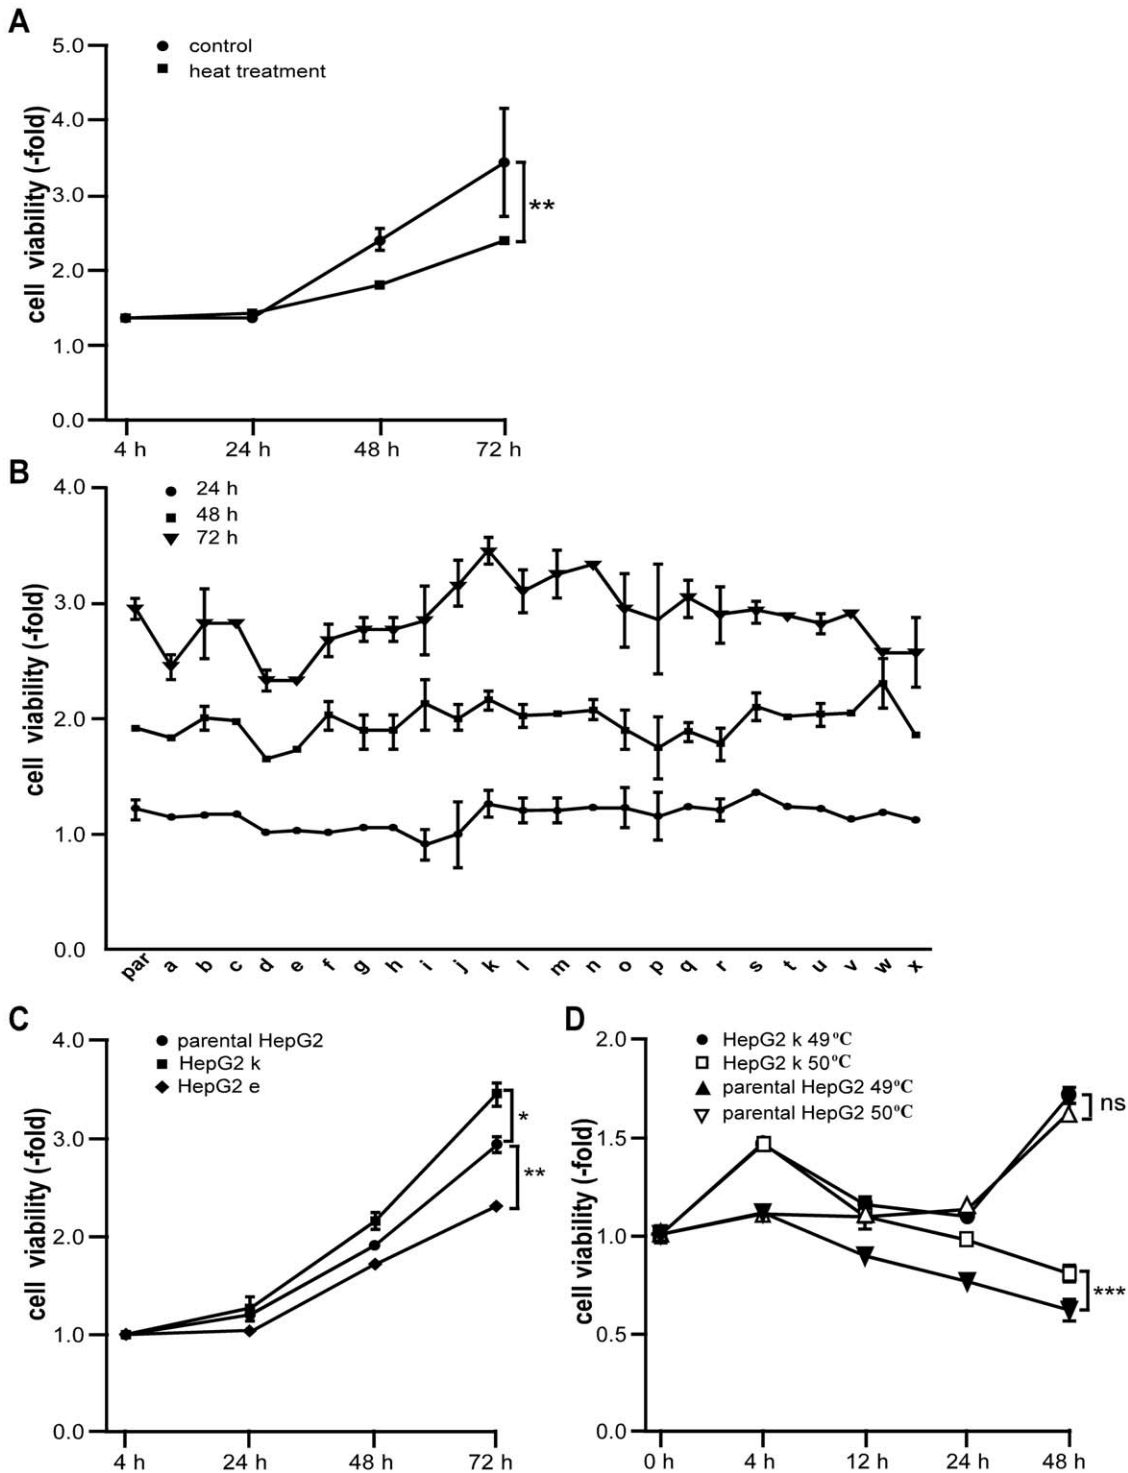 A
5.0
4.0
3.0
2.0
1.0
0.0
cell viability (-fold)
control
heat treatment
**
4 h 24 h 48 h 72 h
B
4.0
3.0
2.0
1.0
0.0
cell viability (-fold)
24 h
48 h
72 h
par a b c d e f g h i j k l m n o p q r s t u v w x
C
4.0
3.0
2.0
1.0
0.0
cell viability (-fold)
parental HepG2
HepG2 k
HepG2 e
*
**
4 h 24 h 48 h 72 h
D
2.0
1.5
1.0
0.5
0.0
cell viability (-fold)
HepG2 k 49ºC
HepG2 k 50ºC
parental HepG2 49ºC
parental HepG2 50ºC
ns
***
0 h 4 h 12 h 24 h 48 h